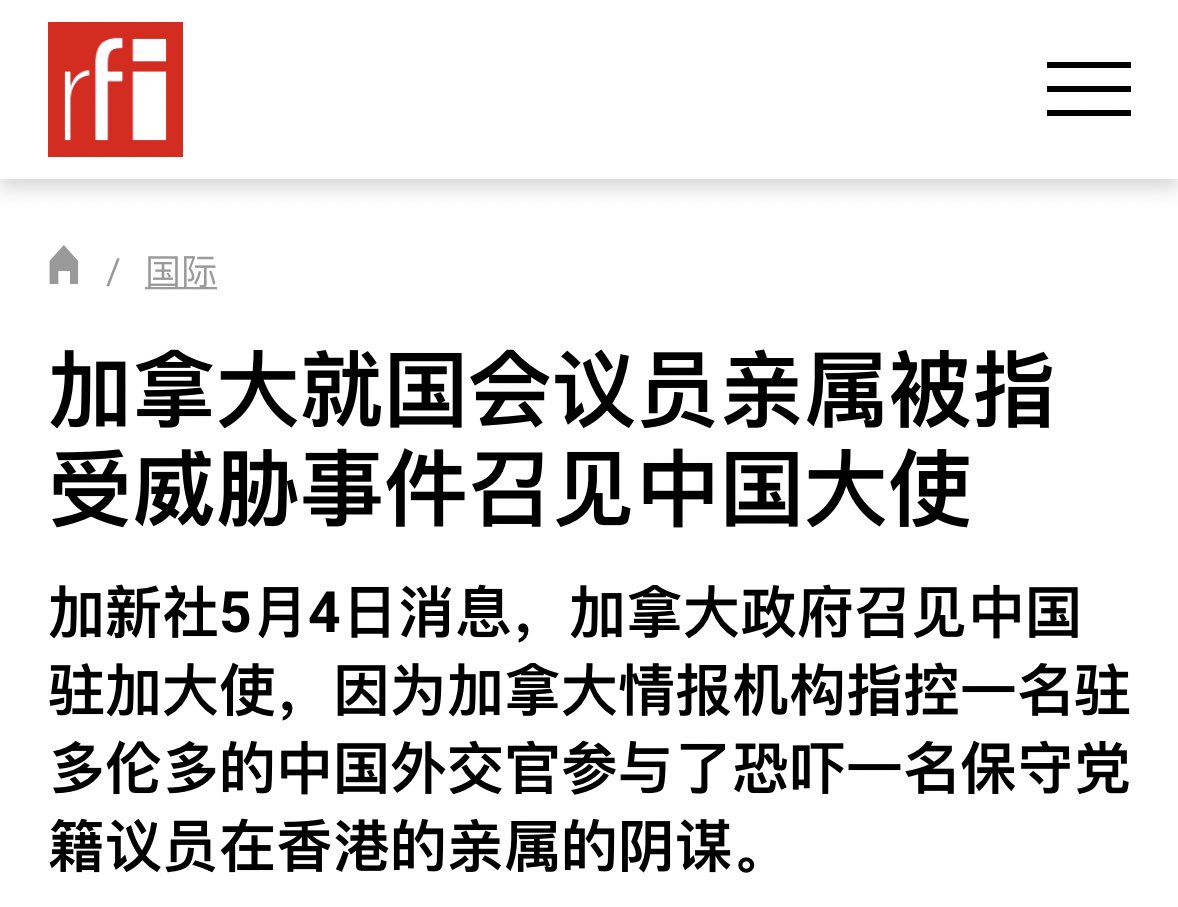 rfi
/ 国际
加拿大就国会议员亲属被指
受威胁事件召见中国大使
加新社5月4日消息，加拿大政府召见中国
驻加大使，因为加拿大情报机构指控一名驻
多伦多的中国外交官参与了恐吓一名保守党
籍议员在香港的亲属的阴谋。